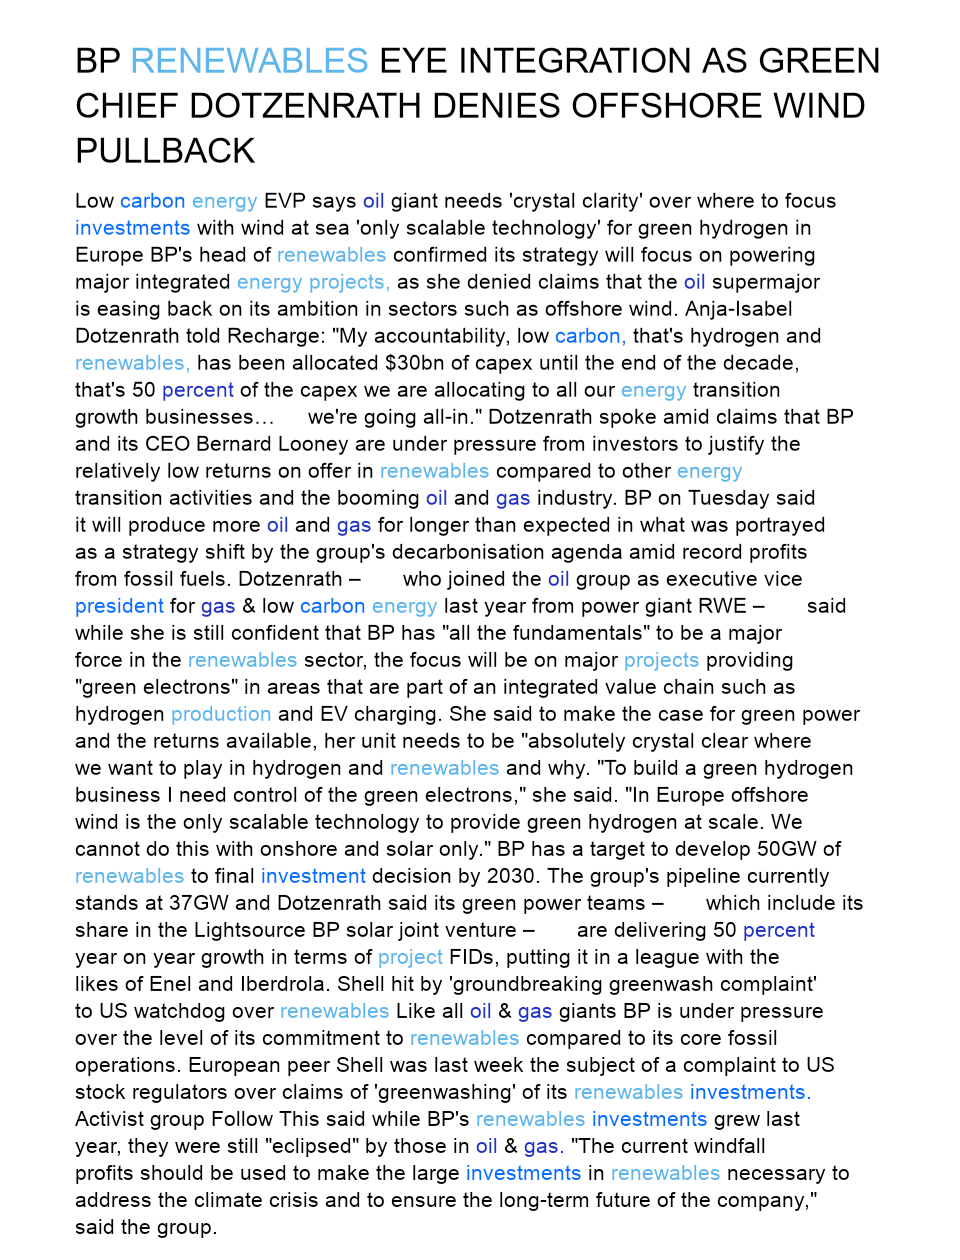 BP RENEWABLES EYE INTEGRATION AS GREEN
CHIEF DOTZENRATH DENIES OFFSHORE WIND
PULLBACK
Low carbon energy EVP says oil giant needs 'crystal clarity' over where to focus
investments with wind at sea 'only scalable technology' for green hydrogen in
Europe BP's head of renewables confirmed its strategy will focus on powering
major integrated energy projects, as she denied claims that the oil supermajor
is easing back on its ambition in sectors such as offshore wind. Anja-Isabel
Dotzenrath told Recharge: "My accountability, low carbon, that's hydrogen and
renewables, has been allocated $30bn of capex until the end of the decade,
that's 50 percent of the capex we are allocating to all our energy transition
growth businesses… we're going all-in." Dotzenrath spoke amid claims that BP
and its CEO Bernard Looney are under pressure from investors to justify the
relatively low returns on offer in renewables compared to other energy
transition activities and the booming oil and gas industry. BP on Tuesday said
it will produce more oil and gas for longer than expected in what was portrayed
as a strategy shift by the group's decarbonisation agenda amid record profits
from fossil fuels. Dotzenrath – who joined the oil group as executive vice
president for gas & low carbon energy last year from power giant RWE – said
while she is still confident that BP has "all the fundamentals" to be a major
force in the renewables sector, the focus will be on major projects providing
"green electrons" in areas that are part of an integrated value chain such as
hydrogen production and EV charging. She said to make the case for green power
and the returns available, her unit needs to be "absolutely crystal clear where
we want to play in hydrogen and renewables and why. "To build a green hydrogen
business I need control of the green electrons," she said. "In Europe offshore
wind is the only scalable technology to provide green hydrogen at scale. We
cannot do this with onshore and solar only." BP has a target to develop 50GW of
renewables to final investment decision by 2030. The group's pipeline currently
stands at 37GW and Dotzenrath said its green power teams – which include its
share in the Lightsource BP solar joint venture – are delivering 50 percent
year on year growth in terms of project FIDs, putting it in a league with the
likes of Enel and Iberdrola. Shell hit by 'groundbreaking greenwash complaint'
to US watchdog over renewables Like all oil & gas giants BP is under pressure
over the level of its commitment to renewables compared to its core fossil
operations. European peer Shell was last week the subject of a complaint to US
stock regulators over claims of 'greenwashing' of its renewables investments.
Activist group Follow This said while BP's renewables investments grew last
year, they were still "eclipsed" by those in oil & gas. "The current windfall
profits should be used to make the large investments in renewables necessary to
address the climate crisis and to ensure the long-term future of the company,"
said the group.